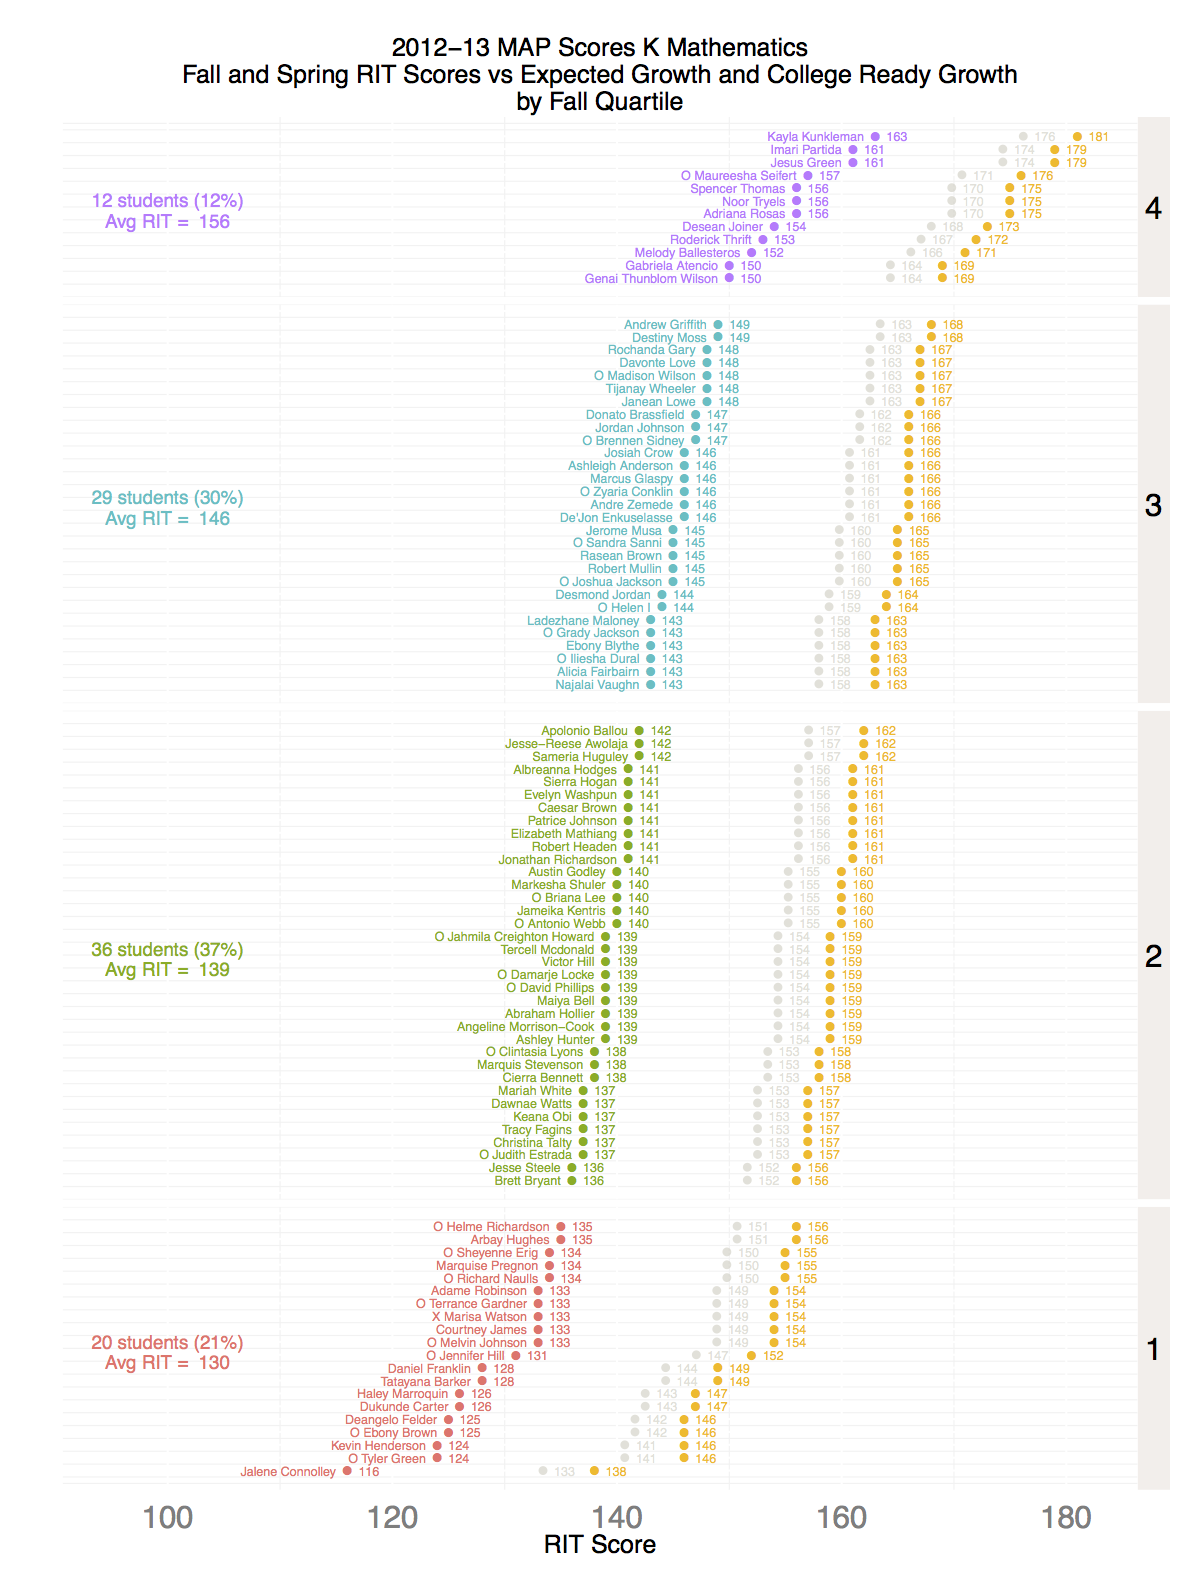 2012–13 MAP Scores K Mathematics
Fall and Spring RIT Scores vs Expected Growth and College Ready Growth
by Fall Quartile
Kayla Kunkleman 163 176 181
Imari Partida 161 174 179
Jesus Green 161 174 179
O Maureesha Seifert 157 171 176
Spencer Thomas 156 170 175
12 students (12%)
Noor Tryels 156 170 175
Adriana Rosas 156 170 175
4
Avg RIT = 156
Desean Joiner 154 168 173
Roderick Thrift 153 167 172
Melody Ballesteros 152 166 171
Gabriela Atencio 150 164 169
Genai Thunblom Wilson 150 164 169
Andrew Griffith 149 163 168
Destiny Moss 149 163 168
Rochanda Gary 148 163 167
Davonte Love 148 163 167
O Madison Wilson 148 163 167
Tijanay Wheeler 148 163 167
Janean Lowe 148 163 167
Donato Brassfield 147 162 166
Jordan Johnson 147 162 166
O Brennen Sidney 147 162 166
Josiah Crow 146 161 166
Ashleigh Anderson 146 161 166
Marcus Glaspy 146 161 166
O Zyaria Conklin 146 161 166
29 students (30%)
Andre Zemede 146 161 166
3
De'Jon Enkuselasse 146 161 166
Avg RIT = 146
Jerome Musa 145 160 165
O Sandra Sanni 145 160 165
Rasean Brown 145 160 165
Robert Mullin 145 160 165
O Joshua Jackson 145 160 165
Desmond Jordan 144 159 164
O Helen I 144 159 164
Ladezhane Maloney 143 158 163
O Grady Jackson 143 158 163
Ebony Blythe 143 158 163
O Iliesha Dural 143 158 163
Alicia Fairbairn 143 158 163
Najalai Vaughn 143 158 163
Apolonio Ballou 142 157 162
Jesse–Reese Awolaja 142 157 162
Sameria Huguley 142 157 162
Albreanna Hodges 141 156 161
Sierra Hogan 141 156 161
Evelyn Washpun 141 156 161
Caesar Brown 141 156 161
Patrice Johnson 141 156 161
Elizabeth Mathiang 141 156 161
Robert Headen 141 156 161
Jonathan Richardson 141 156 161
Austin Godley 140 155 160
Markesha Shuler 140 155 160
O Briana Lee 140 155 160
Jameika Kentris 140 155 160
O Antonio Webb 140 155 160
O Jahmila Creighton Howard 139 154 159
36 students (37%)
Tercell Mcdonald 139 154 159
2
Victor Hill 139 154 159
Avg RIT = 139
O Damarje Locke 139 154 159
O David Phillips 139 154 159
Maiya Bell 139 154 159
Abraham Hollier 139 154 159
Angeline Morrison–Cook 139 154 159
Ashley Hunter 139 154 159
O Clintasia Lyons 138 153 158
Marquis Stevenson 138 153 158
Cierra Bennett 138 153 158
Mariah White 137 153 157
Dawnae Watts 137 153 157
Keana Obi 137 153 157
Tracy Fagins 137 153 157
Christina Talty 137 153 157
O Judith Estrada 137 153 157
Jesse Steele 136 152 156
Brett Bryant 136 152 156
O Helme Richardson 135 151 156
Arbay Hughes 135 151 156
O Sheyenne Erig 134 150 155
Marquise Pregnon 134 150 155
O Richard Naulls 134 150 155
Adame Robinson 133 149 154
O Terrance Gardner 133 149 154
X Marisa Watson 133 149 154
Courtney James 133 149 154
20 students (21%)
O Melvin Johnson 133 149 154
1
O Jennifer Hill 131 147 152
Avg RIT = 130
Daniel Franklin 128 144 149
Tatayana Barker 128 144 149
Haley Marroquin 126 143 147
Dukunde Carter 126 143 147
Deangelo Felder 125 142 146
O Ebony Brown 125 142 146
Kevin Henderson 124 141 146
O Tyler Green 124 141 146
Jalene Connolley 116 133 138
100 120 140 160 180
RIT Score